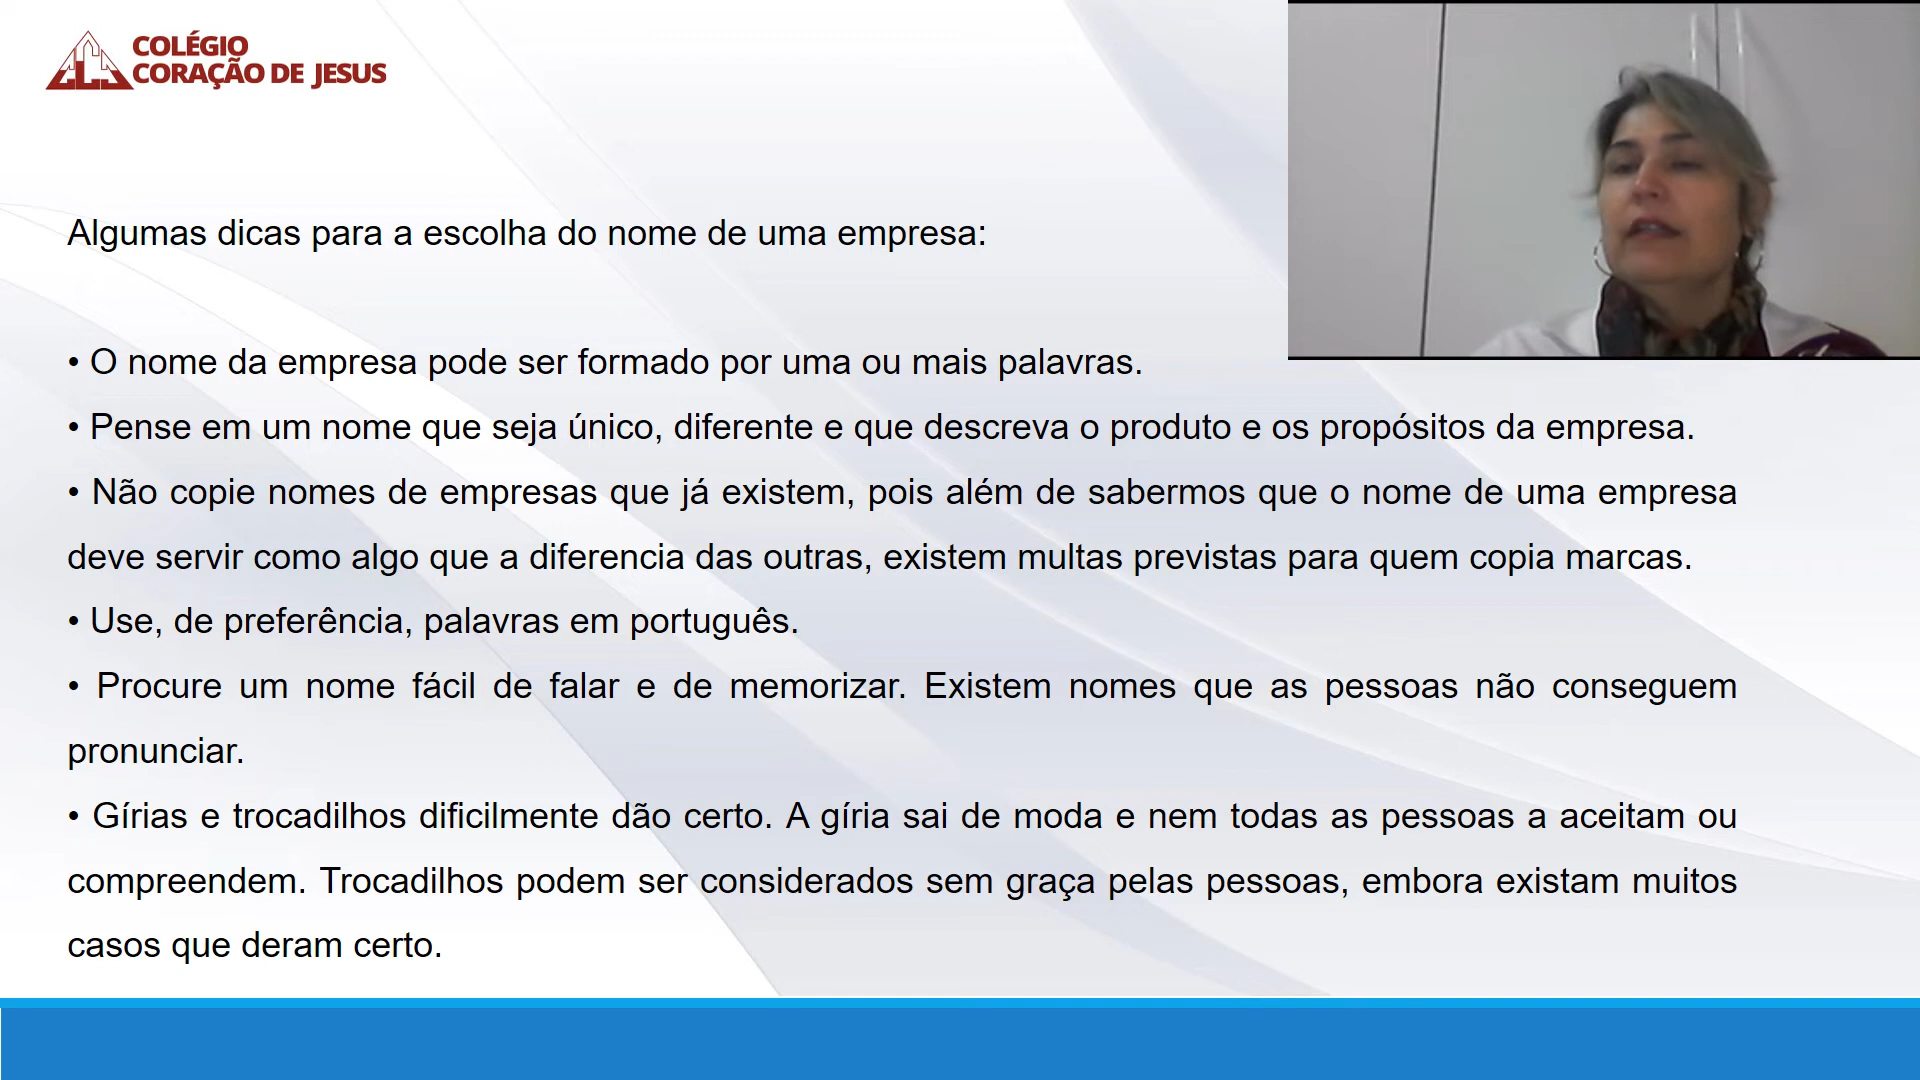 COLÉGIO
CORAÇÃO DE JESUS
Algumas dicas para a escolha do nome de uma empresa:
• O nome da empresa pode ser formado por uma ou mais palavras.
• Pense em um nome que seja único, diferente e que descreva o produto e os propósitos da empresa.
• Não copie nomes de empresas que já existem, pois além de sabermos que o nome de uma empresa
deve servir como algo que a diferencia das outras, existem multas previstas para quem copia marcas.
• Use, de preferência, palavras em português.
• Procure um nome fácil de falar e de memorizar. Existem nomes que as pessoas não conseguem
pronunciar.
• Gírias e trocadilhos dificilmente dão certo. A gíria sai de moda e nem todas as pessoas a aceitam ou
compreendem. Trocadilhos podem ser considerados sem graça pelas pessoas, embora existam muitos
casos que deram certo.